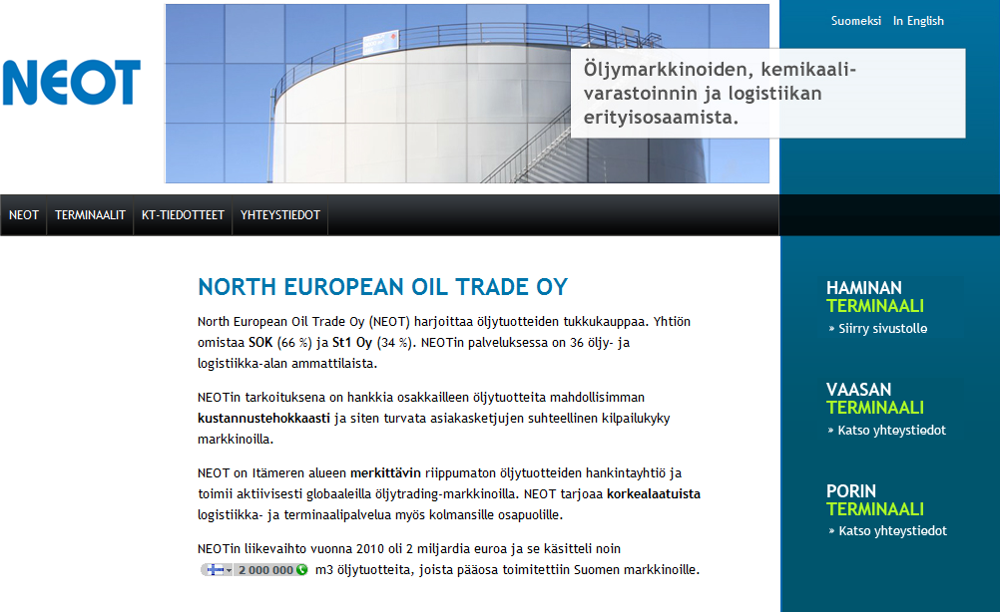 Suomeksi In English
NEOT
Öljymarkkinoiden, kemikaali-
varastoinnin ja logistiikan
erityisosaamista.
NEOT TERMINAALIT KT-TIEDOTTEET YHTEYSTIEDOT
NORTH EUROPEAN OIL TRADE OY
North European Oil Trade Oy (NEOT) harjoittaa öljytuotteiden tukkukauppaa. Yhtiön
omistaa SOK (66 %) ja St1 Oy (34 %). NEOTin palveluksessa on 36 öljy- ja
logistiikka-alan ammattilaista.
NEOTin tarkoituksena on hankkia osakkailleen öljytuotteita mahdollisimman
kustannustehokkaasti ja siten turvata asiakasketjujen suhteellinen kilpailukyky
markkinoilla.
NEOT on Itämeren alueen merkittävin riippumaton öljytuotteiden hankintayhtiö ja
toimii aktiivisesti globaaleilla öljytrading-markkinoilla. NEOT tarjoaa korkealaatuista
logistiikka- ja terminaalipalvelua myös kolmansille osapuolille.
NEOTin liikevaihto vuonna 2010 oli 2 miljardia euroa ja se käsitteli noin
2 000 000 m3 öljytuotteita, joista pääosa toimitettiin Suomen markkinoille.
HAMINAN
TERMINAALI
» Siirry sivustolle
VAASAN
TERMINAALI
» Katso yhteystiedot
PORIN
TERMINAALI
» Katso yhteystiedot